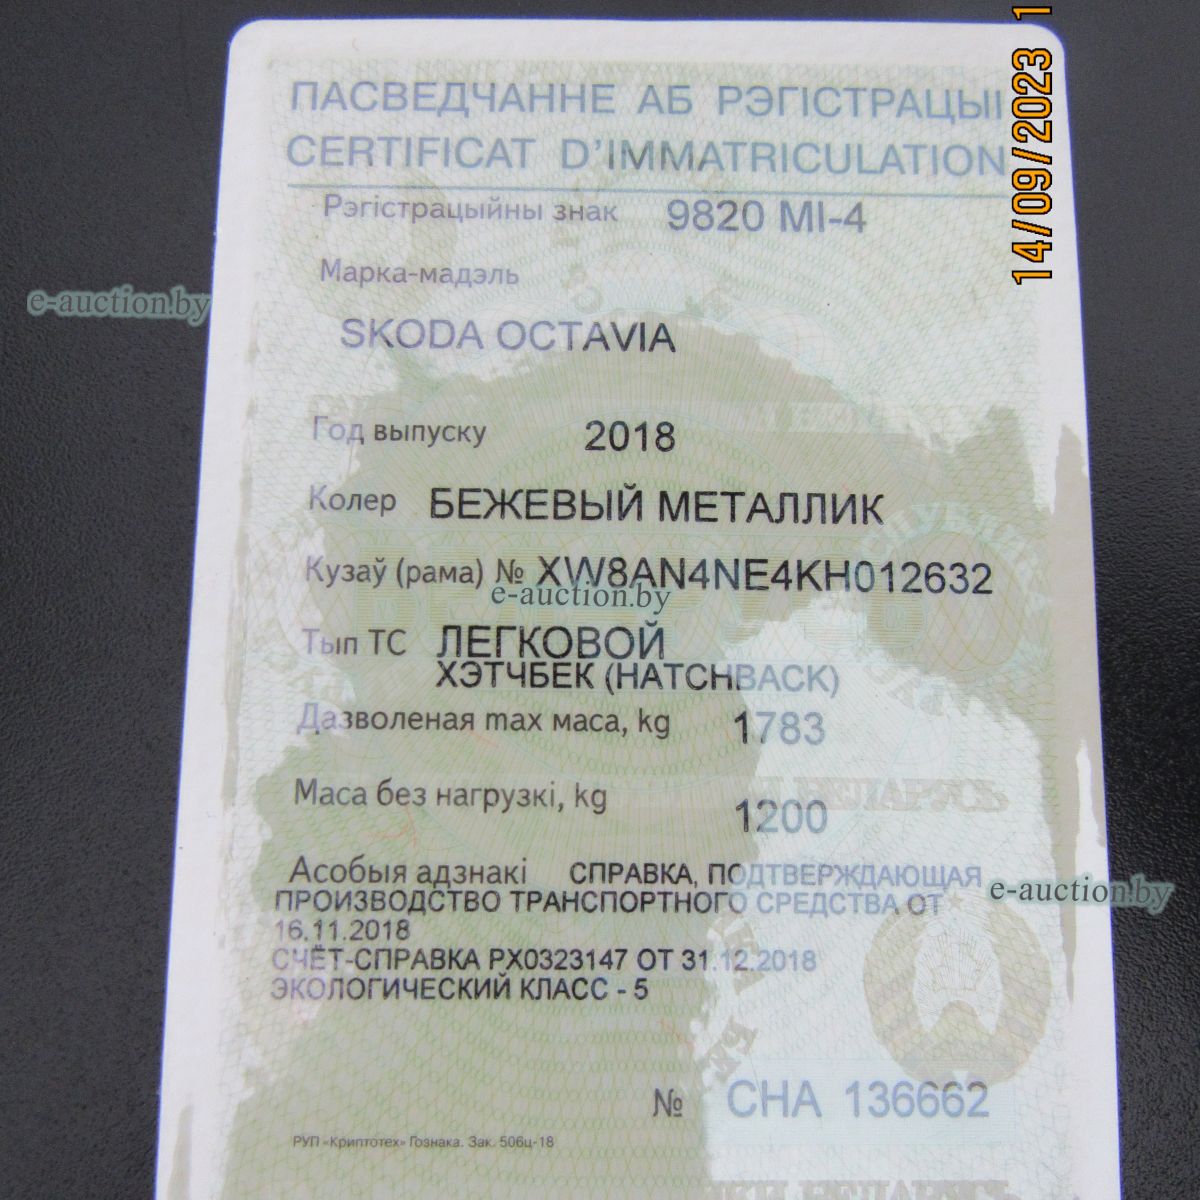 ПАСВЕДЧАННЕ АБ РЭГІСТРАЦЫІ
CERTIFICAT D'IMMATRICULATION
Рэгістрацыйны знак 9820 MI-4
Марка-мадэль
SKODA OCTAVIA
Год выпуску 2018
Колер БЕЖЕВЫЙ МЕТАЛЛИК
Кузаў (рама) № XW8AN4NE4KH012632
Тып ТС ЛЕГКОВОЙ
ХЭТЧБЕК (HATCHBACK)
Дазволеная max маса, kg 1783
Маса без нагрузкі, kg 1200
Асобыя адзнакі СПРАВКА, ПОДТВЕРЖДАЮЩАЯ
ПРОИЗВОДСТВО ТРАНСПОРТНОГО СРЕДСТВА ОТ
16.11.2018
СЧЁТ-СПРАВКА РХ0323147 ОТ 31.12.2018
ЭКОЛОГИЧЕСКИЙ КЛАСС - 5
№ СНА 136662
РУП «Криптотех» Гознака. Зак. 506ц-18
14/09/2023 1
e-auction.by
e-auction.by
e-auction.by